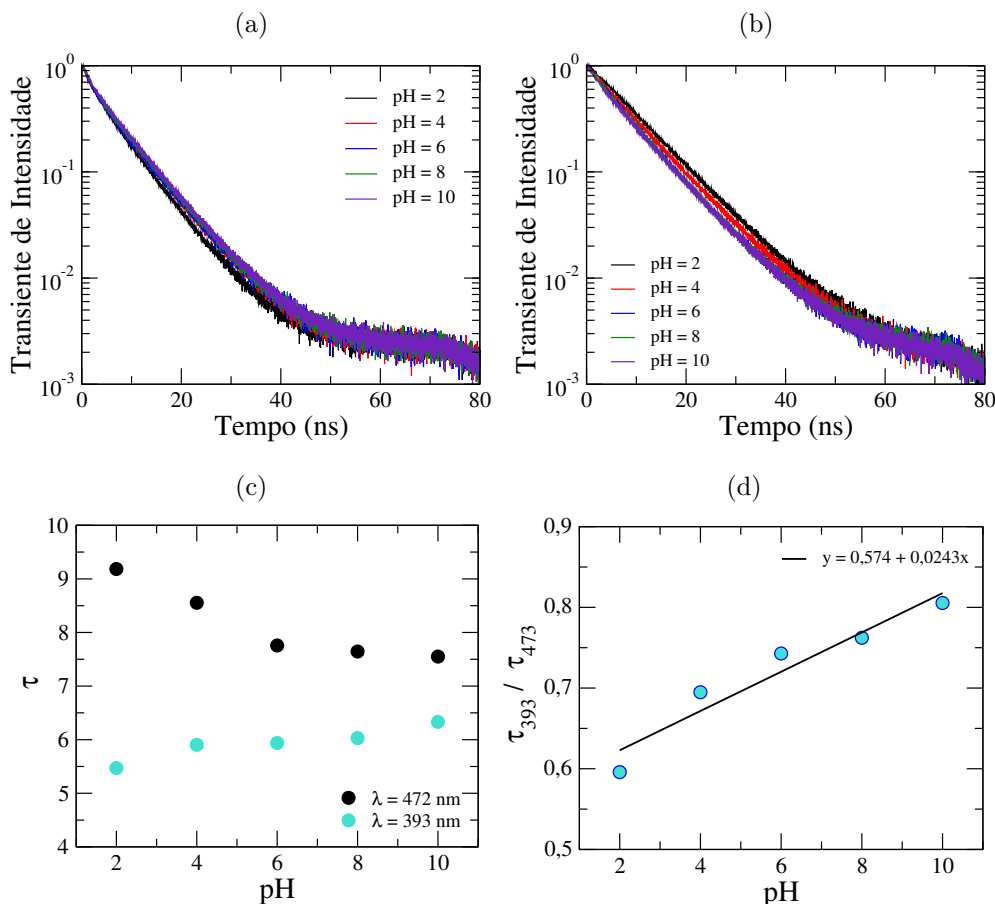 (a)
Transiente de Intensidade
10^0
10^-1
10^-2
10^-3
pH = 2
pH = 4
pH = 6
pH = 8
pH = 10
0 20 40 60 80
Tempo (ns)
(b)
Transiente de Intensidade
10^0
10^-1
10^-2
10^-3
pH = 2
pH = 4
pH = 6
pH = 8
pH = 10
0 20 40 60 80
Tempo (ns)
(c)
τ
10
9
8
7
6
5
4
λ = 472 nm
λ = 393 nm
2 4 6 8 10
pH
(d)
τ393 / τ473
0,9
0,8
0,7
0,6
0,5
y = 0,574 + 0,0243x
2 4 6 8 10
pH